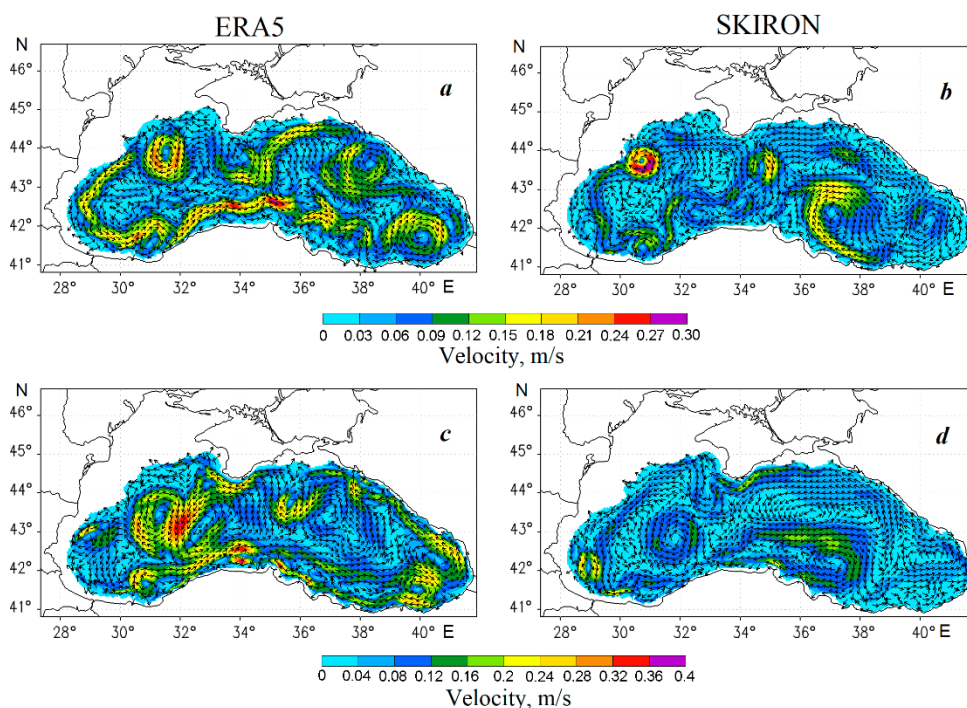 ERA5 SKIRON
N a N b
46° 46°
45° 45°
44° 44°
43° 43°
42° 42°
41° 41°
28° 30° 32° 34° 36° 38° 40° E 28° 30° 32° 34° 36° 38° 40° E
0 0.03 0.06 0.09 0.12 0.15 0.18 0.21 0.24 0.27 0.30
Velocity, m/s
N c N d
46° 46°
45° 45°
44° 44°
43° 43°
42° 42°
41° 41°
28° 30° 32° 34° 36° 38° 40° E 28° 30° 32° 34° 36° 38° 40° E
0 0.04 0.08 0.12 0.16 0.2 0.24 0.28 0.32 0.36 0.4
Velocity, m/s